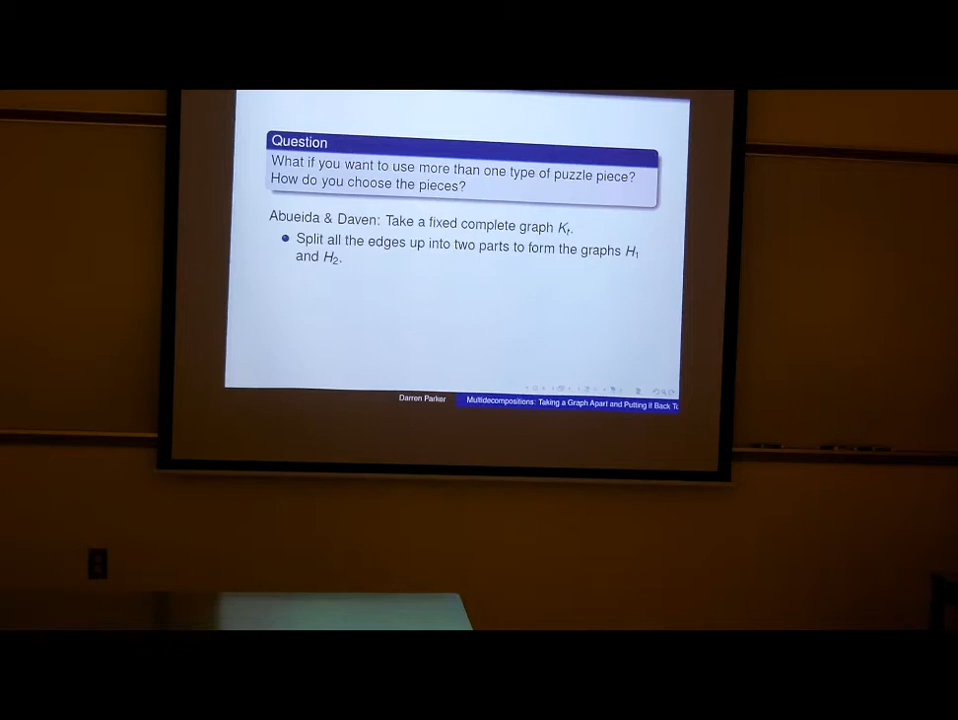 Question
What if you want to use more than one type of puzzle piece?
How do you choose the pieces?
Abueida & Daven: Take a fixed complete graph Kₜ.
Split all the edges up into two parts to form the graphs H₁
and H₂.
Darren Parker
Multidecompositions: Taking a Graph Apart and Putting it Back